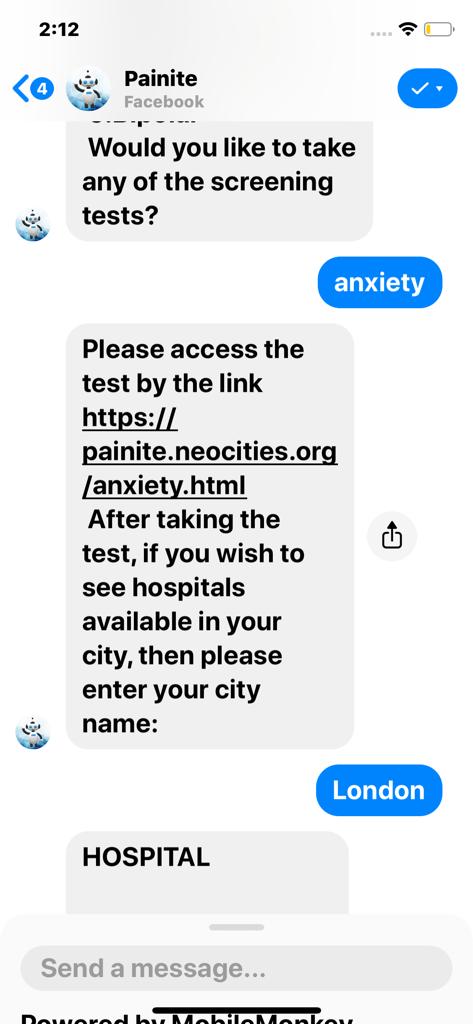 2:12
4
Painite
Facebook
Would you like to take
any of the screening
tests?
anxiety
Please access the
test by the link
https://
painite.neocities.org
/anxiety.html
After taking the
test, if you wish to
see hospitals
available in your
city, then please
enter your city
name:
London
HOSPITAL
Send a message...
Powered by MobileMonkey